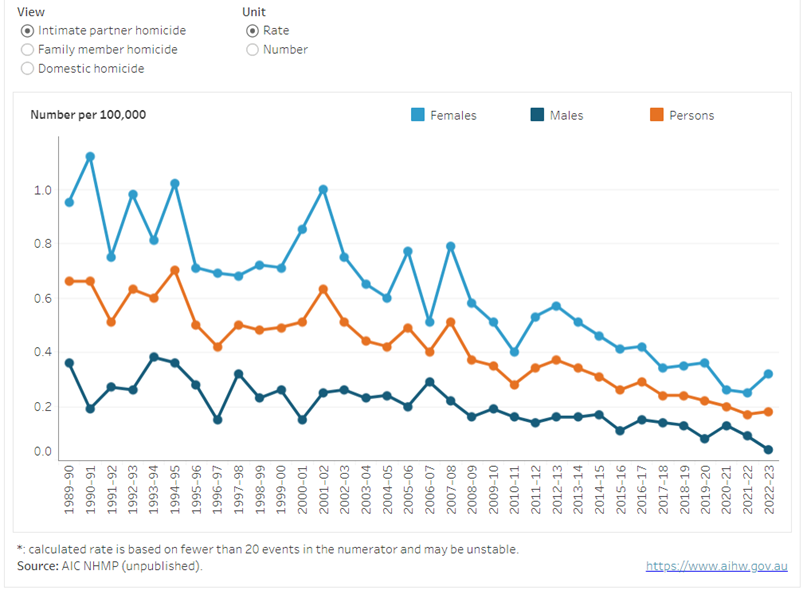 View Unit
Intimate partner homicide Rate
Family member homicide Number
Domestic homicide
Number per 100,000 Females Males Persons
1.0
0.8
0.6
0.4
0.2
0.0
1989-90 1990-91 1991-92 1992-93 1993-94 1994-95 1995-96 1996-97 1997-98 1998-99 1999-00 2000-01 2001-02 2002-03 2003-04 2004-05 2005-06 2006-07 2007-08 2008-09 2009-10 2010-11 2011-12 2012-13 2013-14 2014-15 2015-16 2016-17 2017-18 2018-19 2019-20 2020-21 2021-22 2022-23
*: calculated rate is based on fewer than 20 events in the numerator and may be unstable.
Source: AIC NHMP (unpublished). https://www.aihw.gov.au